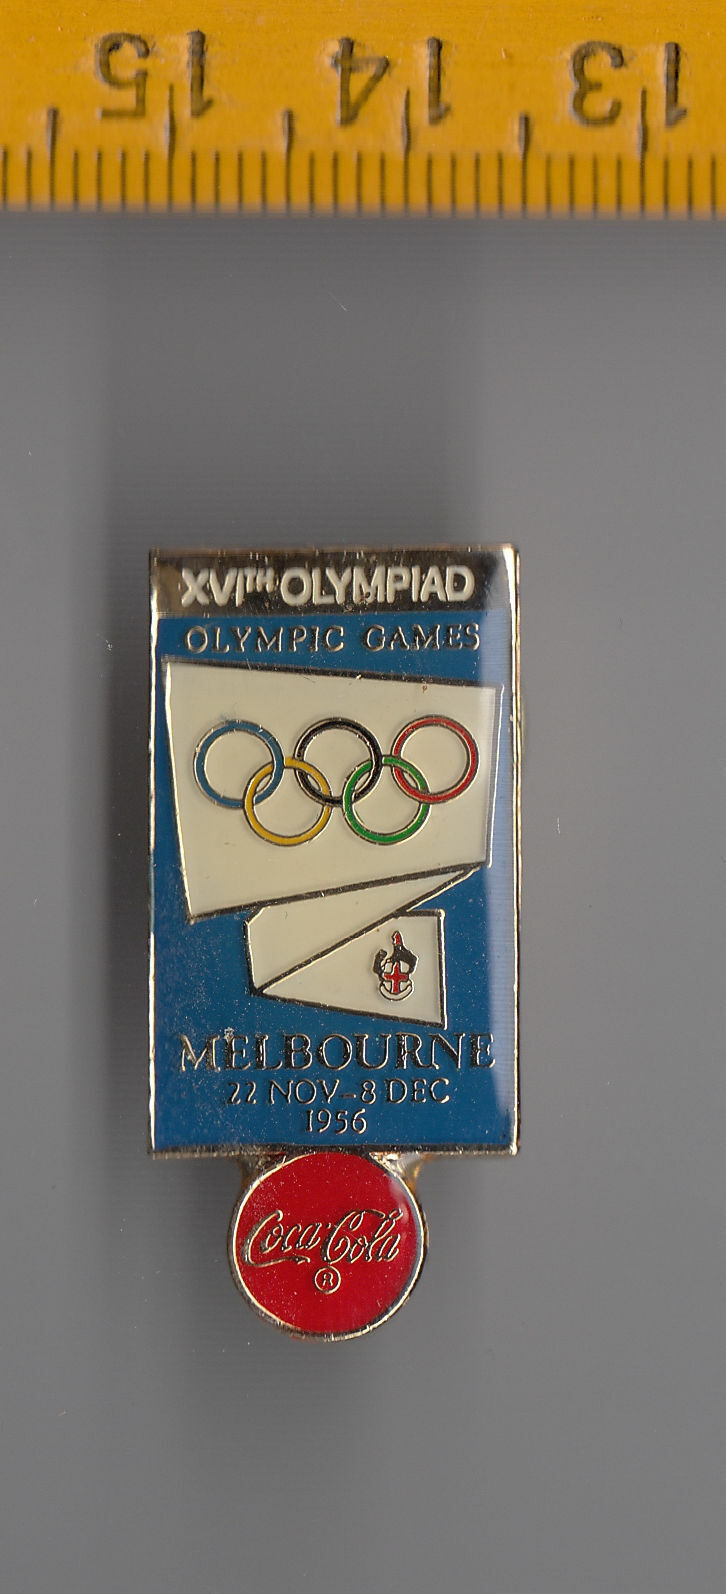 15 14 13
XVITH OLYMPIAD
OLYMPIC GAMES
MELBOURNE
22 NOV–8 DEC
1956
Coca-Cola
®